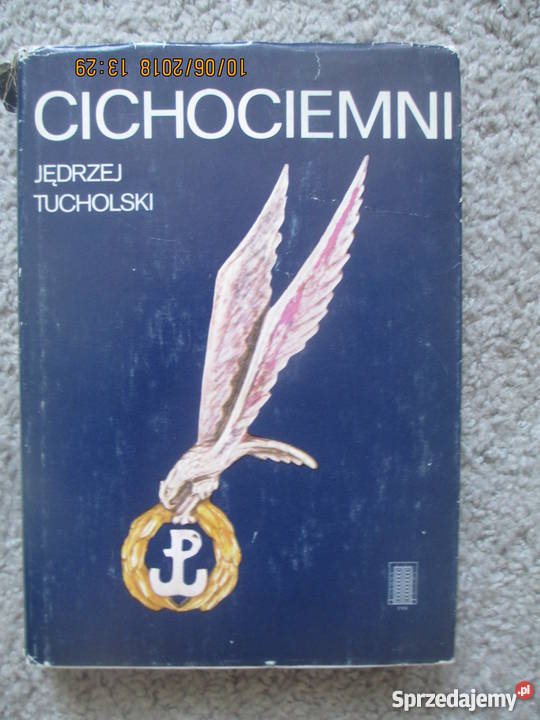 10/06/2018 13:29
CICHOCIEMNI
JĘDRZEJ
TUCHOLSKI
Sprzedajemy.pl